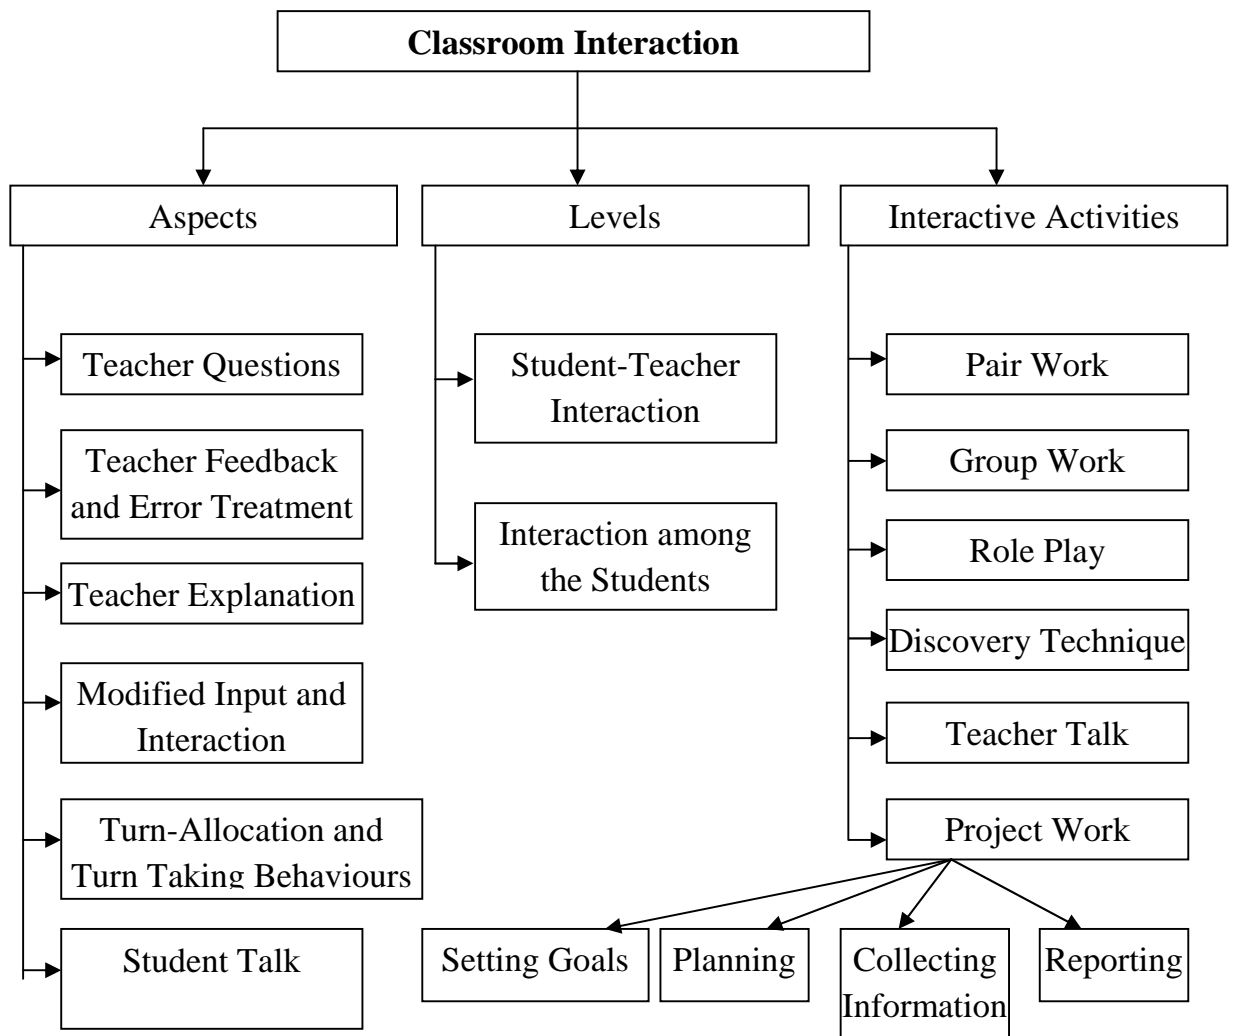 Classroom Interaction
Aspects
Teacher Questions
Teacher Feedback
and Error Treatment
Teacher Explanation
Modified Input and
Interaction
Turn-Allocation and
Turn Taking Behaviours
Student Talk
Levels
Student-Teacher
Interaction
Interaction among
the Students
Interactive Activities
Pair Work
Group Work
Role Play
Discovery Technique
Teacher Talk
Project Work
Setting Goals
Planning
Collecting
Information
Reporting